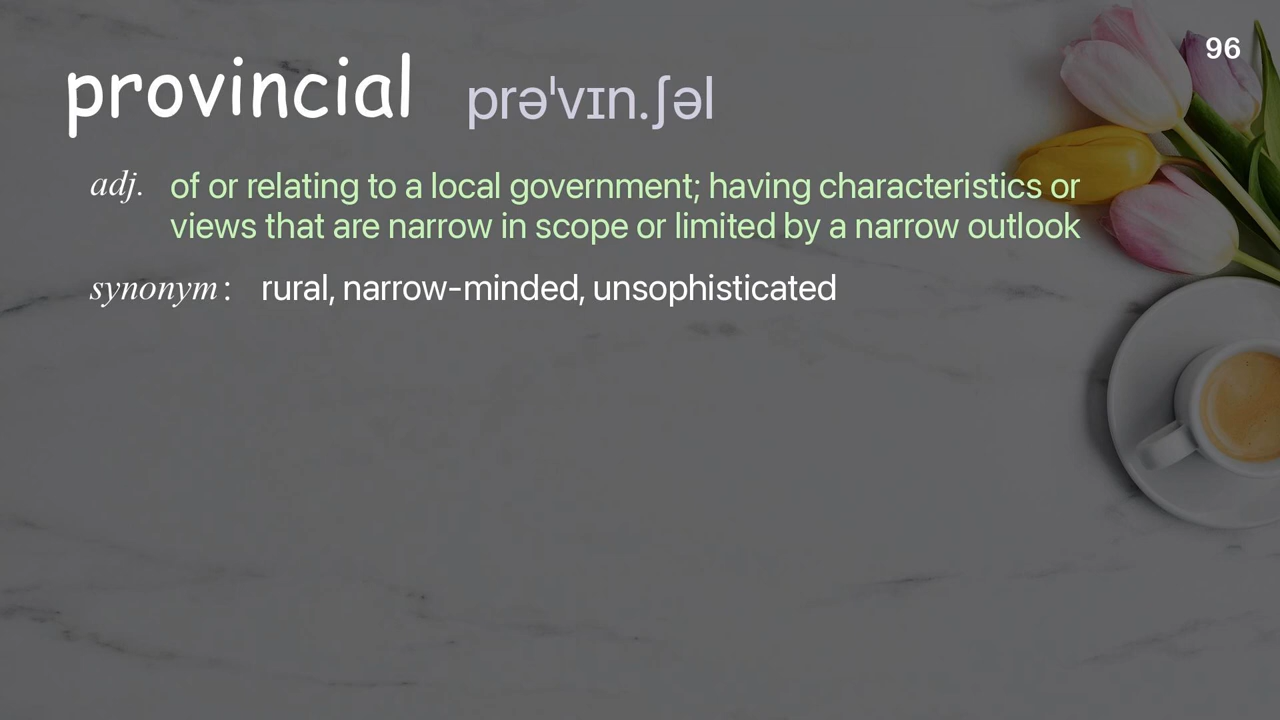 96
provincial prəˈvɪn.ʃəl
adj. of or relating to a local government; having characteristics or
views that are narrow in scope or limited by a narrow outlook
synonym : rural, narrow-minded, unsophisticated